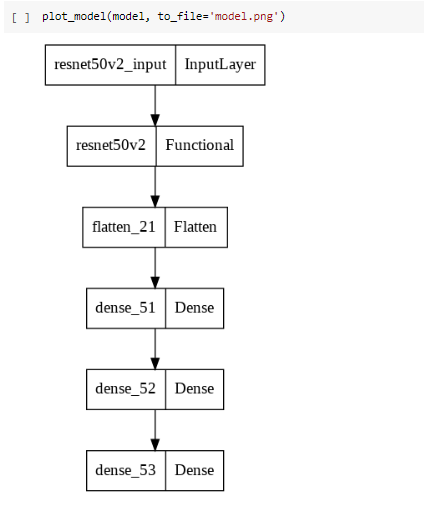 [ ] plot_model(model, to_file='model.png')
resnet50v2_input InputLayer
resnet50v2 Functional
flatten_21 Flatten
dense_51 Dense
dense_52 Dense
dense_53 Dense